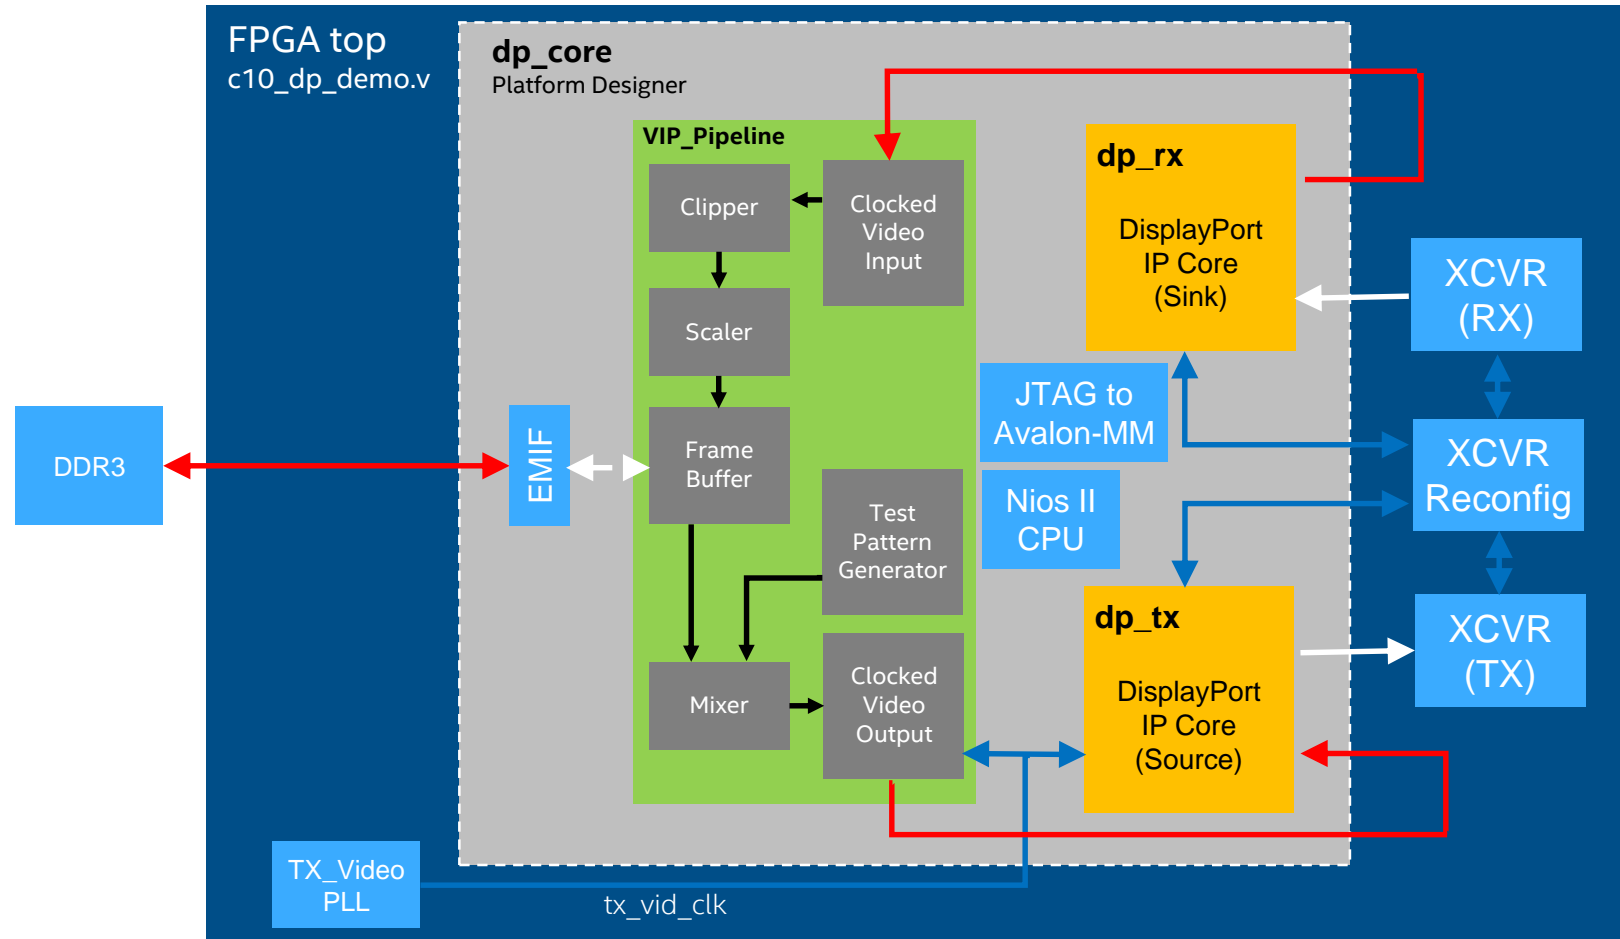 FPGA top
c10_dp_demo.v
dp_core
Platform Designer
VIP_Pipeline
Clipper
Clocked
Video
Input
Scaler
Frame
Buffer
Test
Pattern
Generator
Mixer
Clocked
Video
Output
DDR3
EMIF
dp_rx
DisplayPort
IP Core
(Sink)
JTAG to
Avalon-MM
Nios II
CPU
dp_tx
DisplayPort
IP Core
(Source)
XCVR
(RX)
XCVR
Reconfig
XCVR
(TX)
TX_Video
PLL
tx_vid_clk